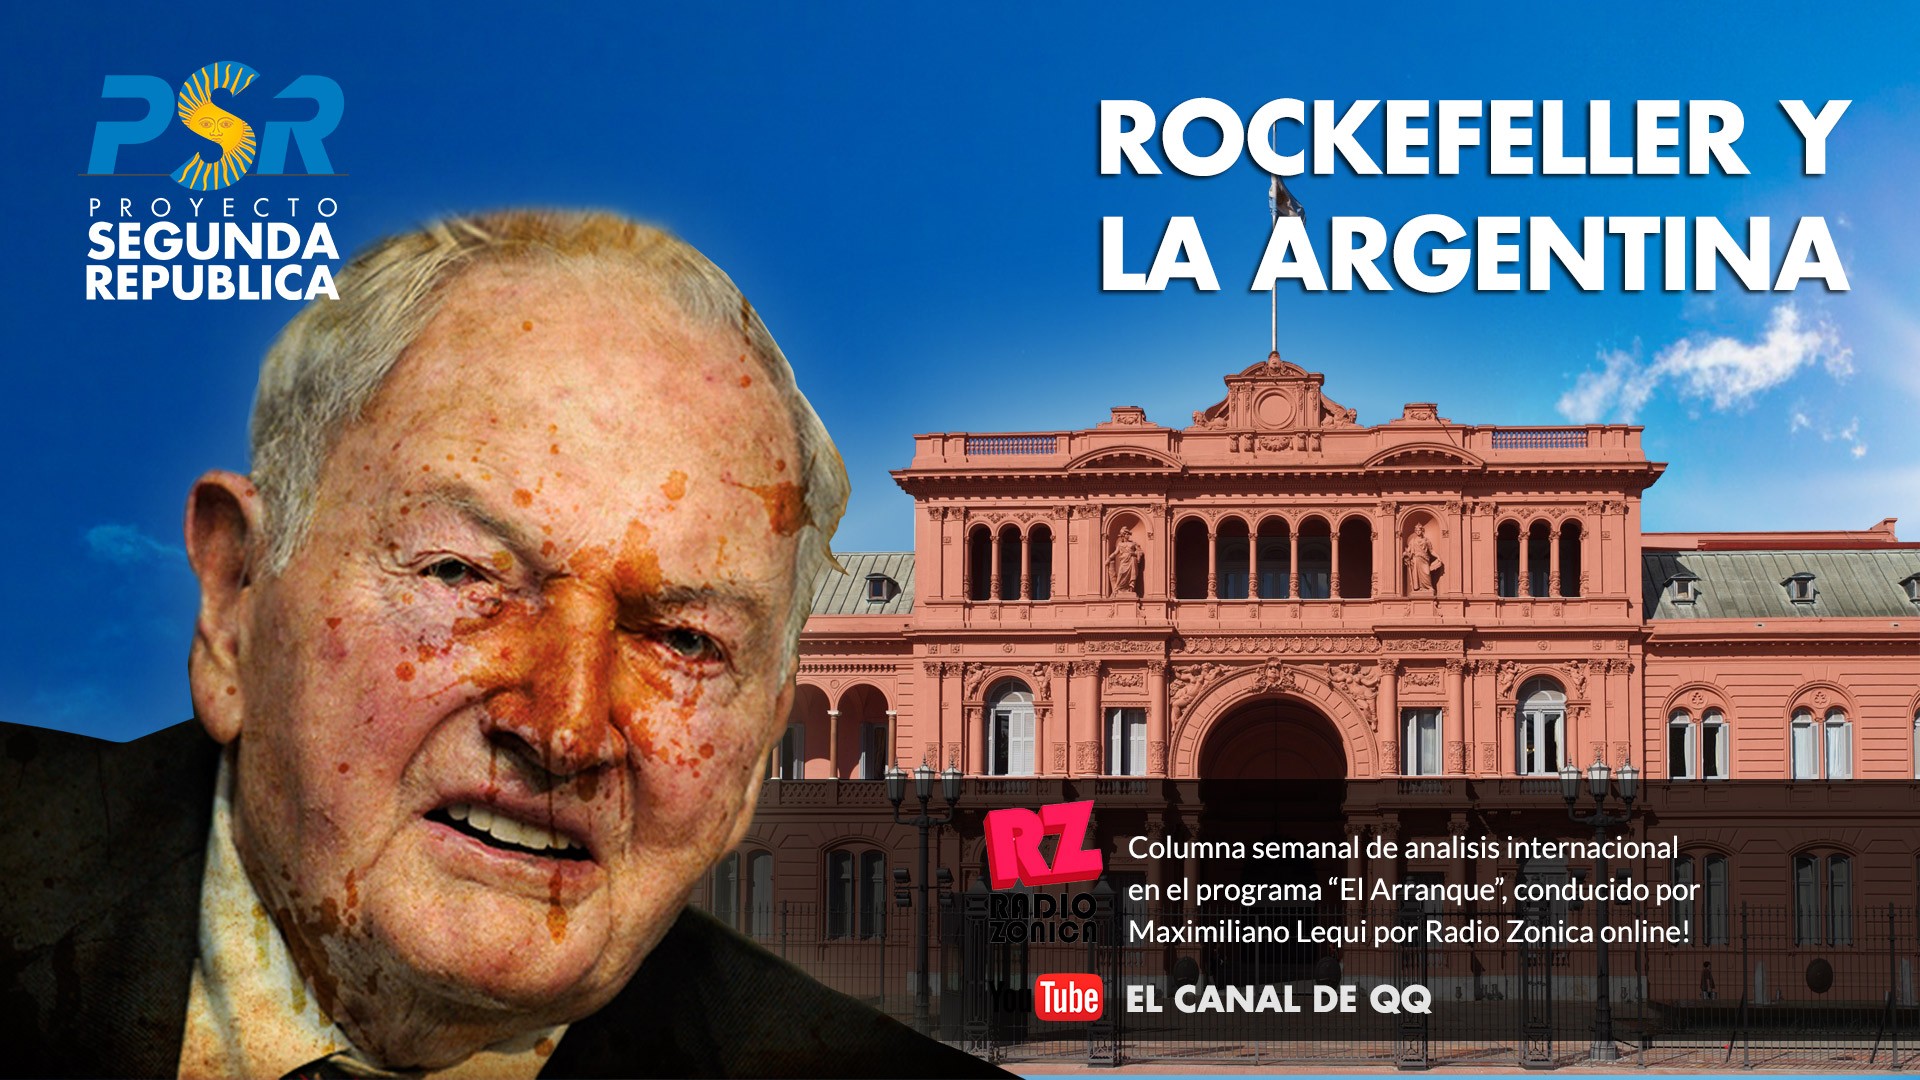 PSR
PROYECTO
SEGUNDA
REPUBLICA
ROCKEFELLER Y
LA ARGENTINA
RZ
RADIO
ZONICA
Columna semanal de analisis internacional
en el programa “El Arranque”, conducido por
Maximiliano Lequi por Radio Zonica online!
YouTube
EL CANAL DE QQ